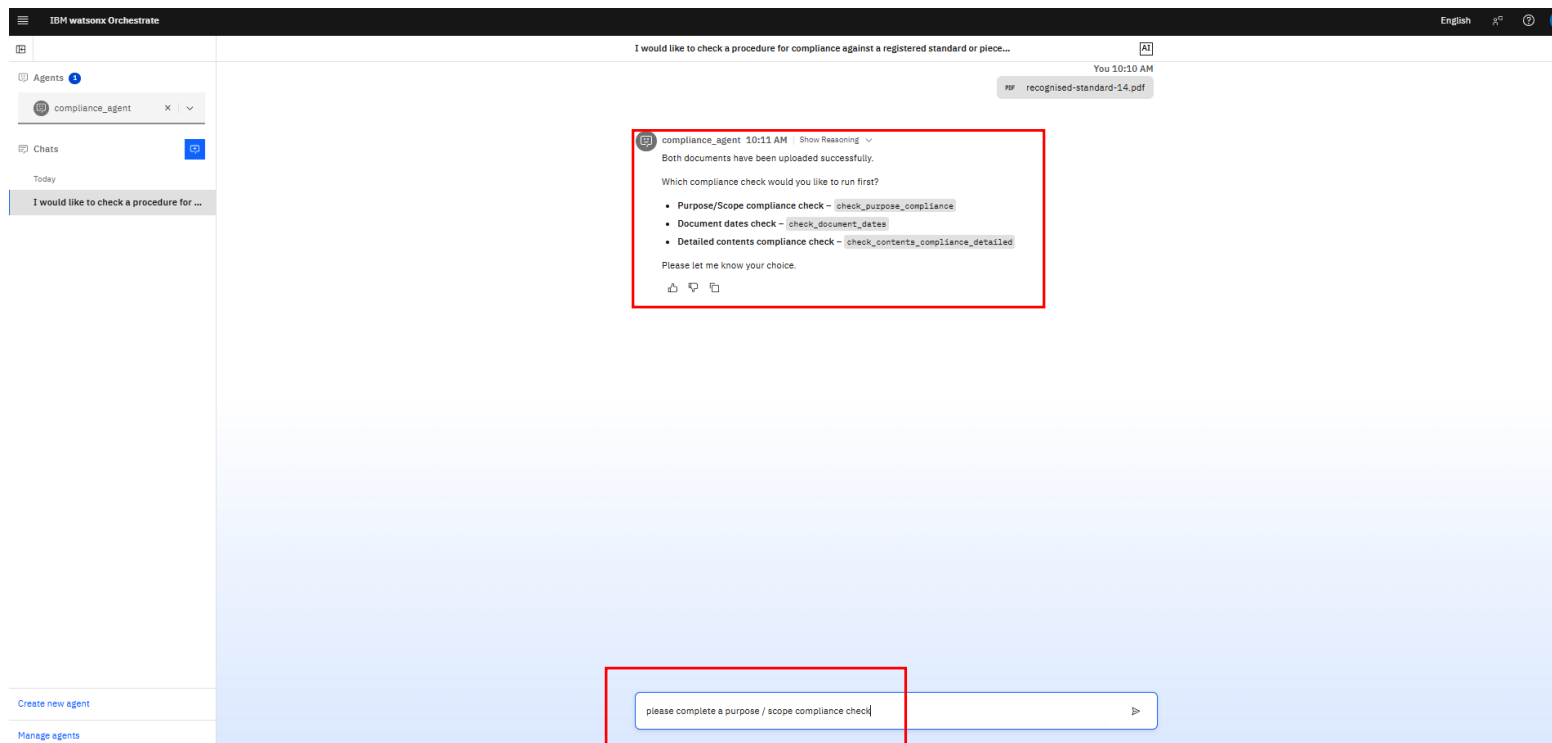 IBM watsonx Orchestrate
English
I would like to check a procedure for compliance against a registered standard or piece...
AI
Agents 1
compliance_agent
Chats
Today
I would like to check a procedure for ...
You 10:10 AM
PDF recognised-standard-14.pdf
compliance_agent 10:11 AM Show Reasoning
Both documents have been uploaded successfully.
Which compliance check would you like to run first?
• Purpose/Scope compliance check – check_purpose_compliance
• Document dates check – check_document_dates
• Detailed contents compliance check – check_contents_compliance_detailed
Please let me know your choice.
please complete a purpose / scope compliance check
Create new agent
Manage agents